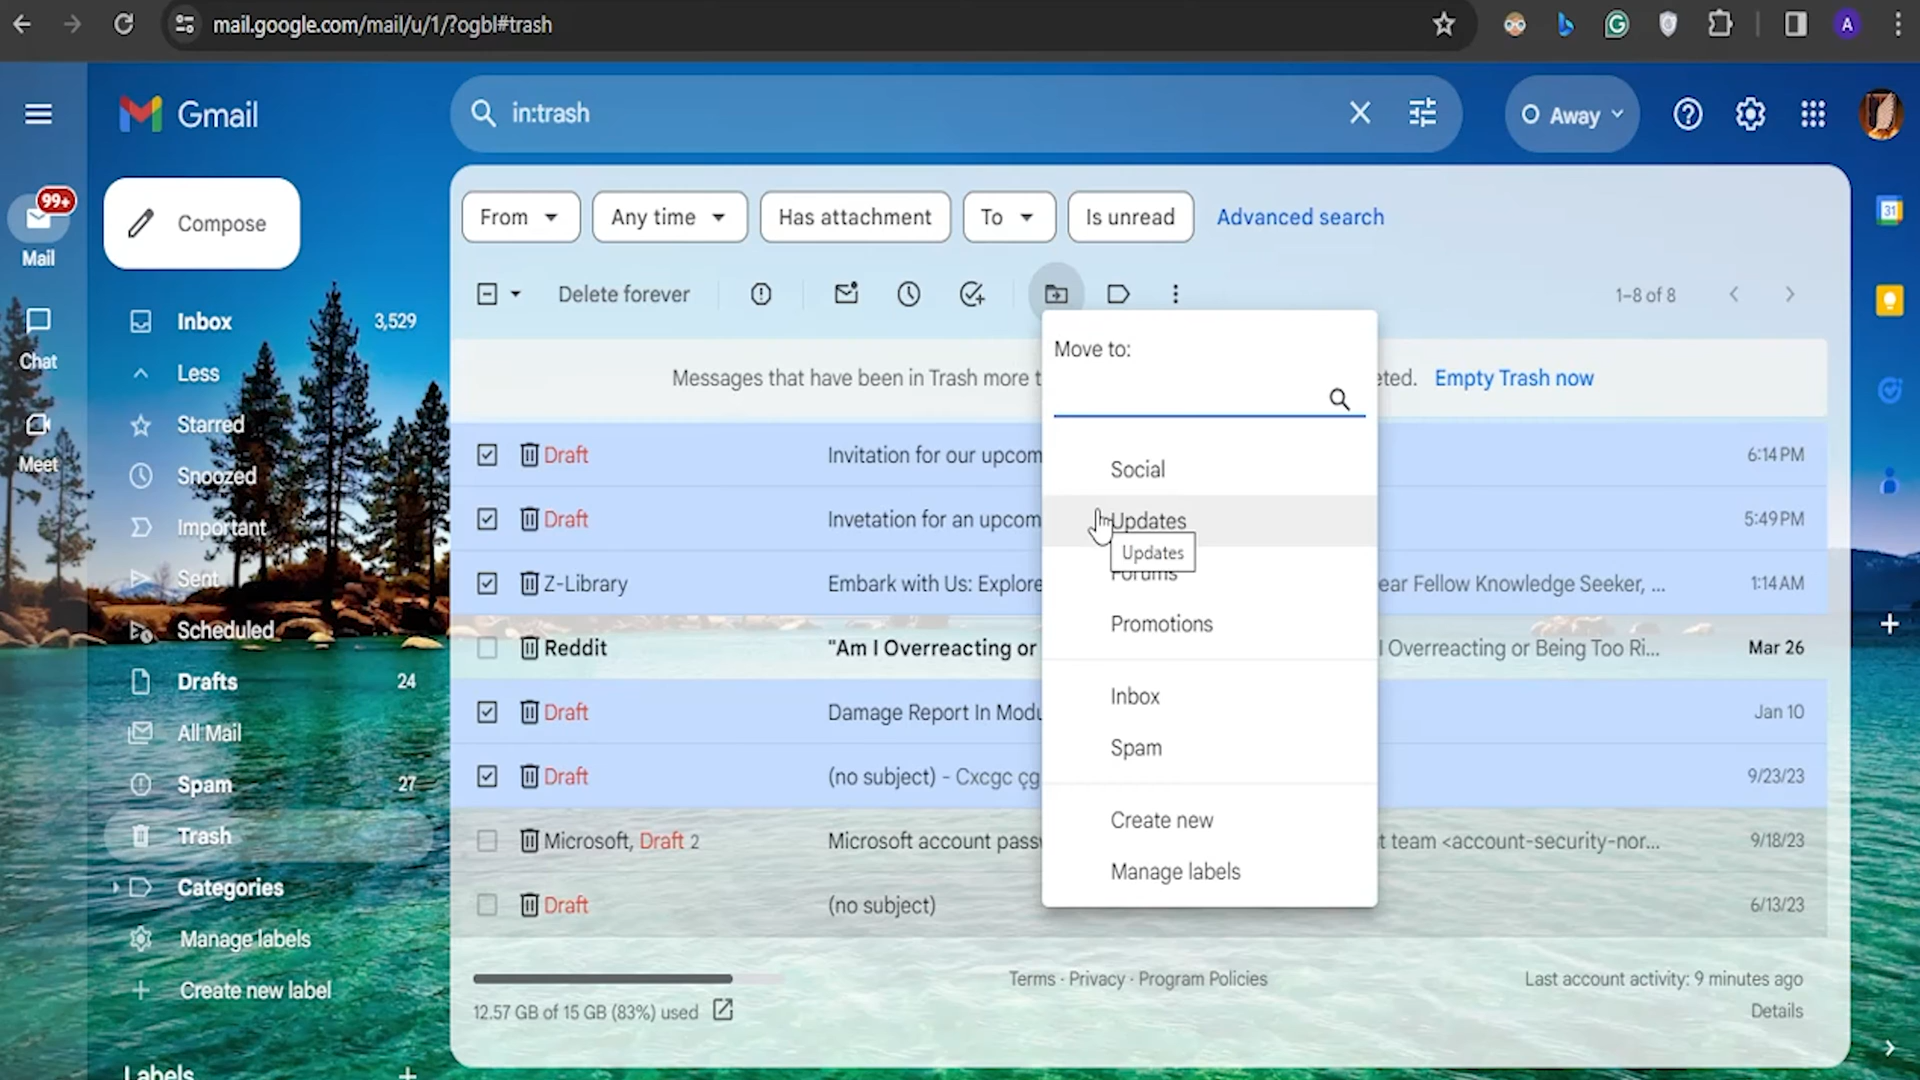 mail.google.com/mail/u/1/?ogbl#trash
A
Gmail
in:trash
Away
99+
Mail
Chat
Meet
Compose
Inbox 3,529
Less
Starred
Snoozed
Important
Sent
Scheduled
Drafts 24
All Mail
Spam 27
Trash
Categories
Manage labels
Create new label
Labels
From
Any time
Has attachment
To
Is unread
Advanced search
Delete forever
1-8 of 8
Messages that have been in Trash more t
eted. Empty Trash now
Draft Invitation for our upcom 6:14 PM
Draft Invetation for an upcom 5:49 PM
Z-Library Embark with Us: Explore ear Fellow Knowledge Seeker, ... 1:14 AM
Reddit "Am I Overreacting or I Overreacting or Being Too Ri... Mar 26
Draft Damage Report In Modu Jan 10
Draft (no subject) - Cxcgc çg 9/23/23
Microsoft, Draft 2 Microsoft account passw t team <account-security-nor... 9/18/23
Draft (no subject) 6/13/23
Move to:
Social
Updates
Updates
Forums
Promotions
Inbox
Spam
Create new
Manage labels
12.57 GB of 15 GB (83%) used
Terms · Privacy · Program Policies
Last account activity: 9 minutes ago
Details
31